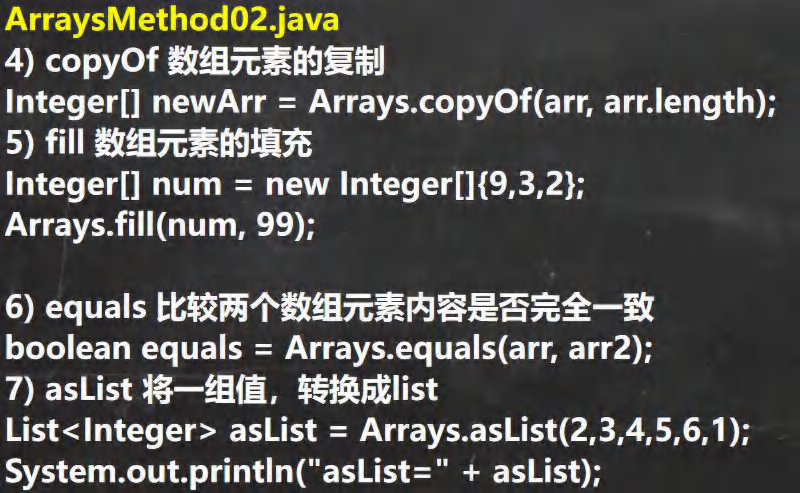 ArraysMethod02.java
4) copyOf 数组元素的复制
Integer[] newArr = Arrays.copyOf(arr, arr.length);
5) fill 数组元素的填充
Integer[] num = new Integer[]{9,3,2};
Arrays.fill(num, 99);
6) equals 比较两个数组元素内容是否完全一致
boolean equals = Arrays.equals(arr, arr2);
7) asList 将一组值，转换成list
List<Integer> asList = Arrays.asList(2,3,4,5,6,1);
System.out.println("asList=" + asList);